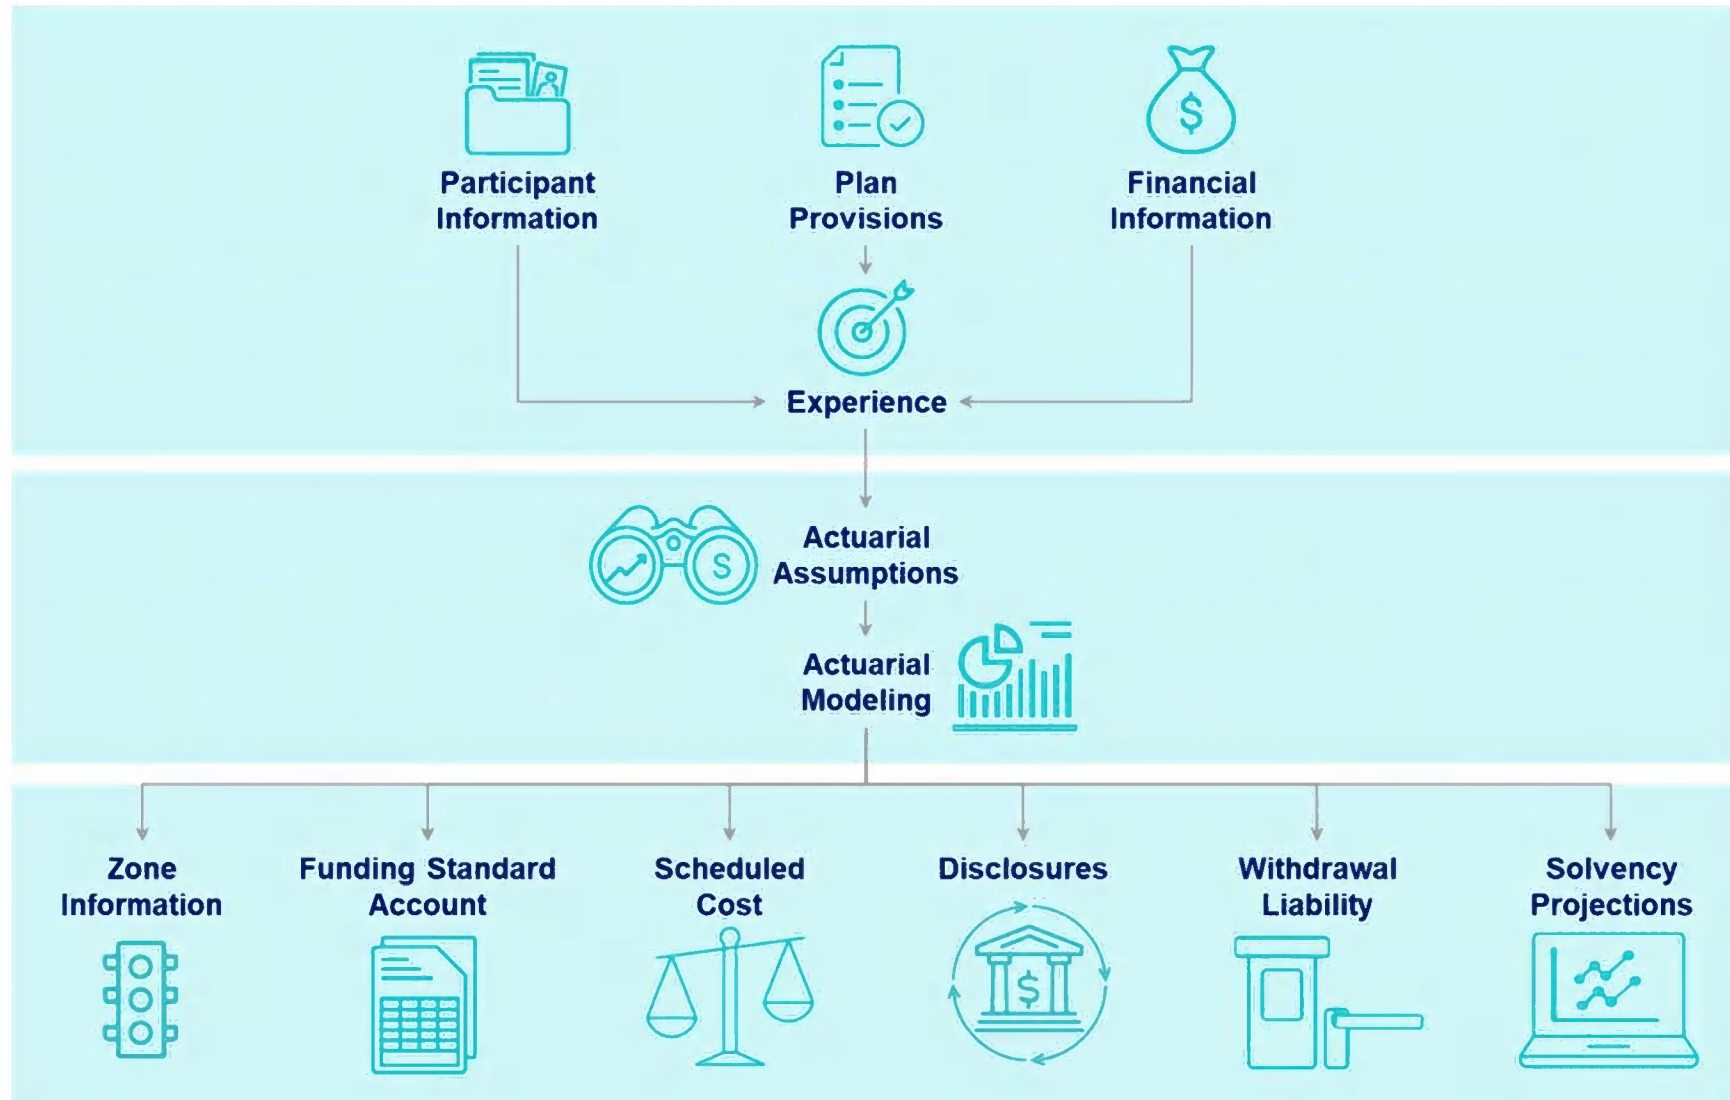 Participant
Information
Plan
Provisions
Financial
Information
$
Experience
Actuarial
Assumptions
S
Actuarial
Modeling
Zone
Information
Funding Standard
Account
Scheduled
Cost
Disclosures
Withdrawal
Liability
Solvency
Projections
$